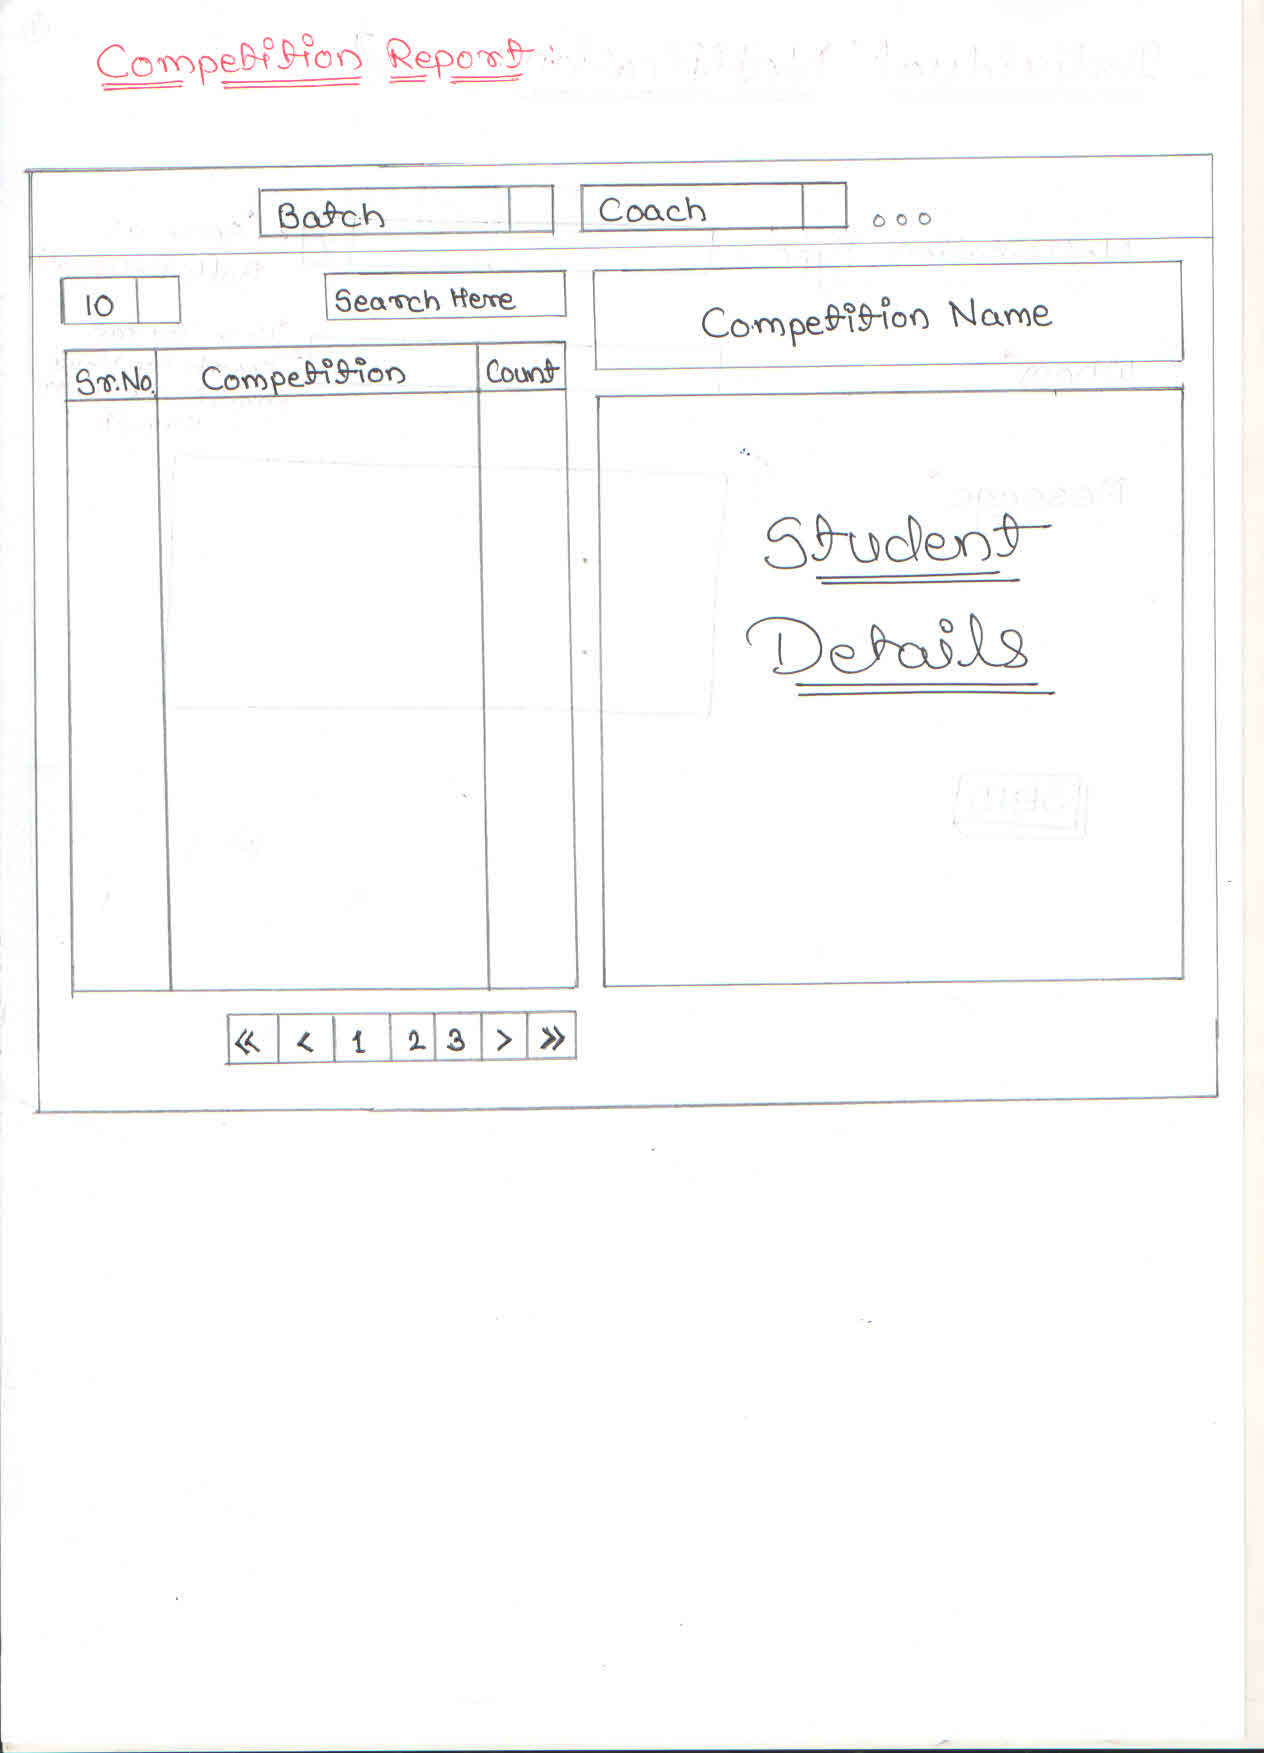 Competition Report :
Batch
Coach
10
Search Here
Competition Name
Sr.No. Competition Count
Student
Details
« < 1 2 3 > »